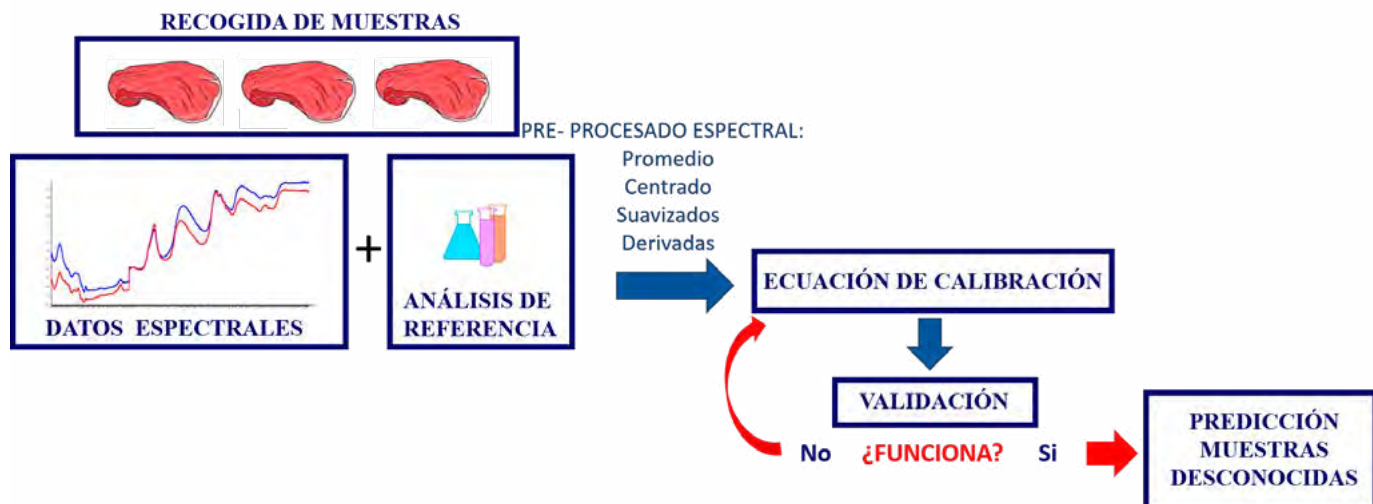 RECOGIDA DE MUESTRAS
PRE- PROCESADO ESPECTRAL:
Promedio
Centrado
Suavizados
Derivadas
DATOS ESPECTRALES
+
ANÁLISIS DE
REFERENCIA
ECUACIÓN DE CALIBRACIÓN
VALIDACIÓN
No ¿FUNCIONA? Si
PREDICCIÓN
MUESTRAS
DESCONOCIDAS